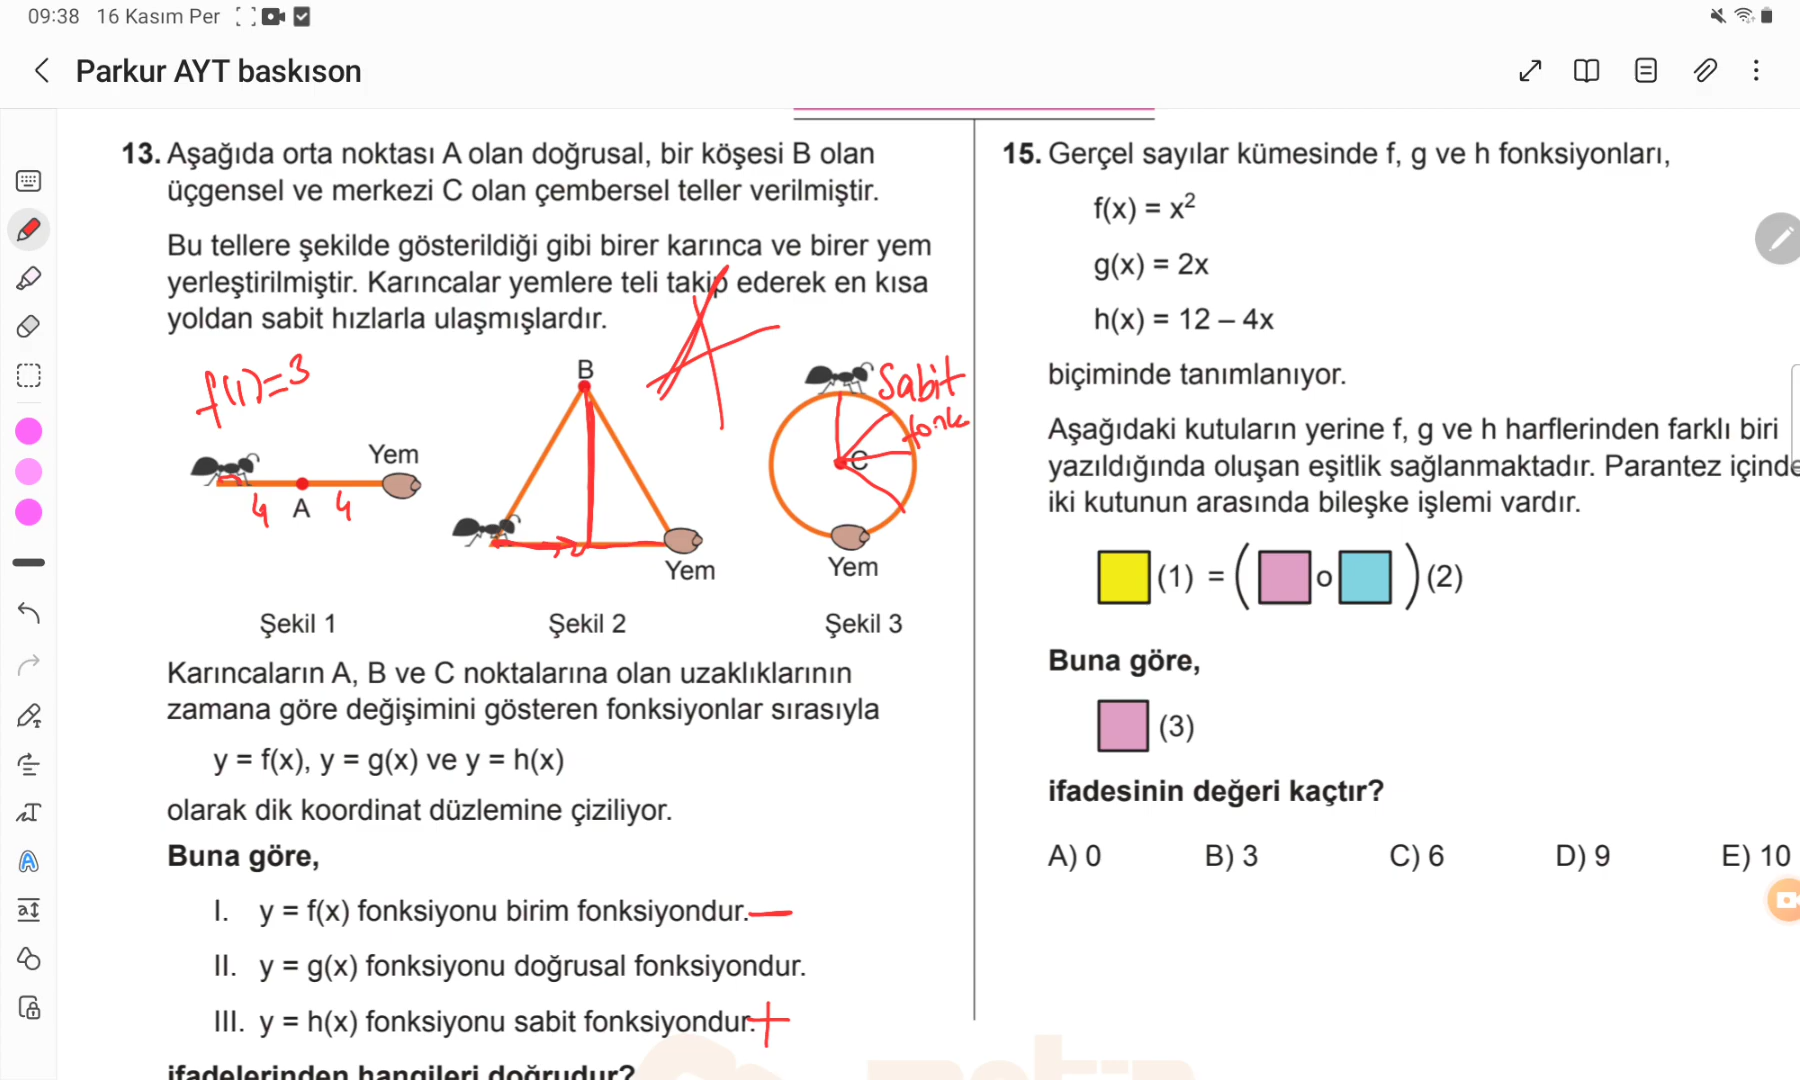 09:38 16 Kasım Per
Parkur AYT baskıson
13. Aşağıda orta noktası A olan doğrusal, bir köşesi B olan
üçgensel ve merkezi C olan çembersel teller verilmiştir.
Bu tellere şekilde gösterildiği gibi birer karınca ve birer yem
yerleştirilmiştir. Karıncalar yemlere teli takip ederek en kısa
yoldan sabit hızlarla ulaşmışlardır.
f(1)=3
Yem
4 A 4
Şekil 1
B
Yem
Şekil 2
Sabit
fonk
C
Yem
Şekil 3
Karıncaların A, B ve C noktalarına olan uzaklıklarının
zamana göre değişimini gösteren fonksiyonlar sırasıyla
y = f(x), y = g(x) ve y = h(x)
olarak dik koordinat düzlemine çiziliyor.
Buna göre,
I. y = f(x) fonksiyonu birim fonksiyondur. –
II. y = g(x) fonksiyonu doğrusal fonksiyondur.
III. y = h(x) fonksiyonu sabit fonksiyondur. +
ifadelerinden hangileri doğrudur?
15. Gerçel sayılar kümesinde f, g ve h fonksiyonları,
f(x) = x²
g(x) = 2x
h(x) = 12 – 4x
biçiminde tanımlanıyor.
Aşağıdaki kutuların yerine f, g ve h harflerinden farklı biri
yazıldığında oluşan eşitlik sağlanmaktadır. Parantez içinde
iki kutunun arasında bileşke işlemi vardır.
(1) = ( o ) (2)
Buna göre,
(3)
ifadesinin değeri kaçtır?
A) 0 B) 3 C) 6 D) 9 E) 10